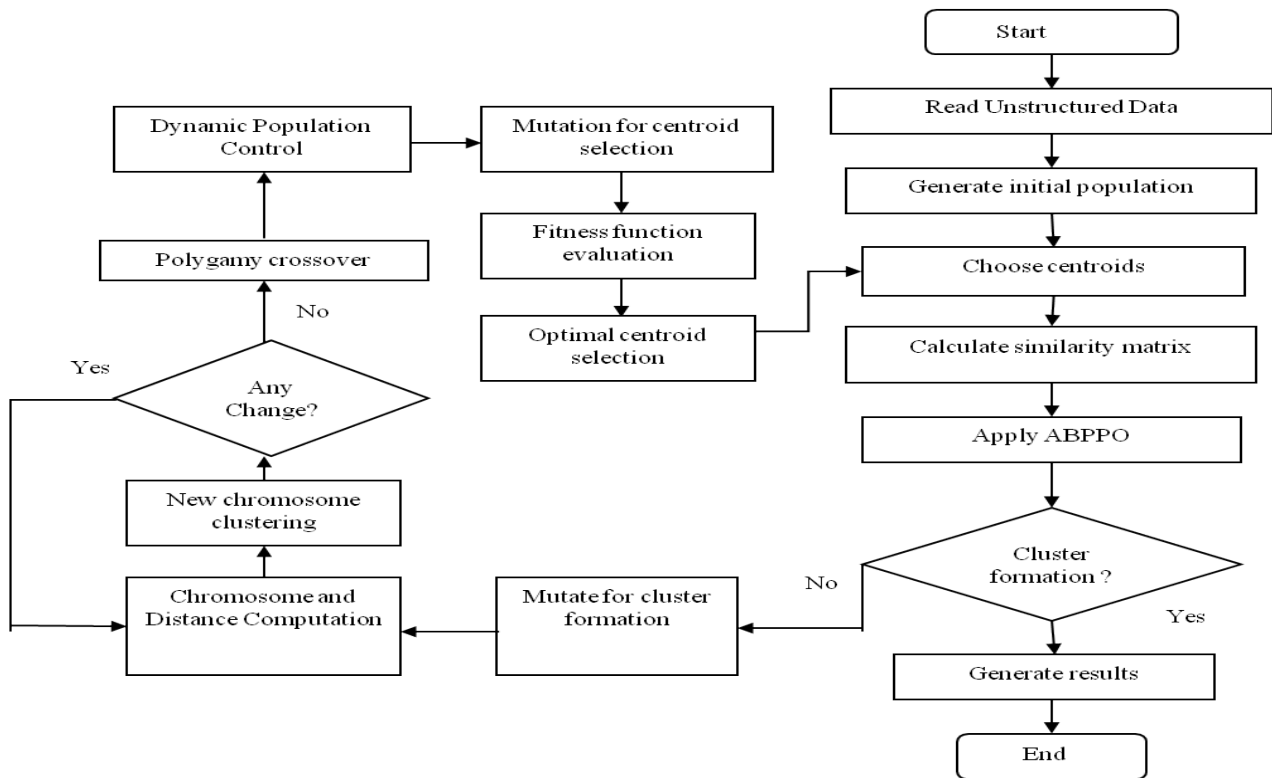 Start
Read Unstructured Data
Generate initial population
Choose centroids
Calculate similarity matrix
Apply ABPPO
Cluster
formation ?
No
Yes
Generate results
End
Mutate for cluster
formation
Chromosome and
Distance Computation
New chromosome
clustering
Any
Change?
Yes
No
Polygamy crossover
Dynamic Population
Control
Mutation for centroid
selection
Fitness function
evaluation
Optimal centroid
selection